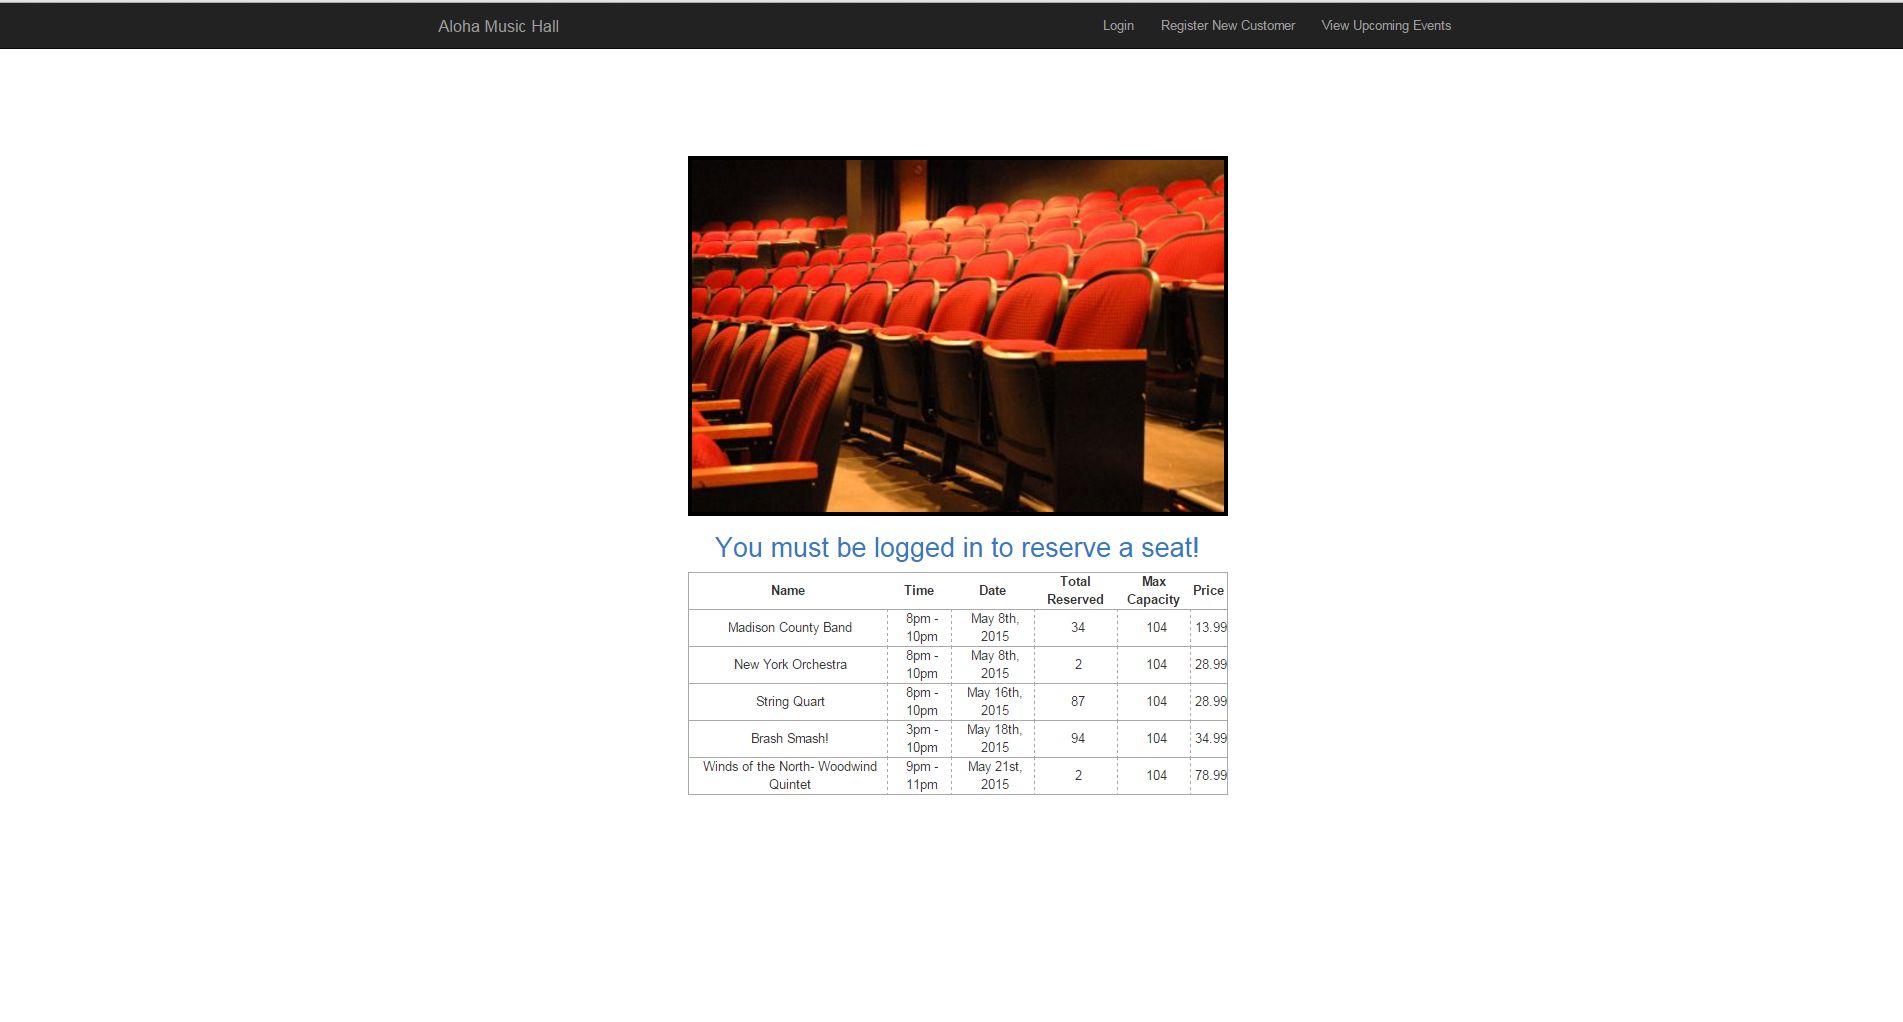 Aloha Music Hall
Login Register New Customer View Upcoming Events
You must be logged in to reserve a seat!
Name Time Date Total Reserved Max Capacity Price
Madison County Band 8pm - 10pm May 8th, 2015 34 104 13.99
New York Orchestra 8pm - 10pm May 8th, 2015 2 104 28.99
String Quart 8pm - 10pm May 16th, 2015 87 104 28.99
Brash Smash! 3pm - 10pm May 18th, 2015 94 104 34.99
Winds of the North- Woodwind Quintet 9pm - 11pm May 21st, 2015 2 104 78.99